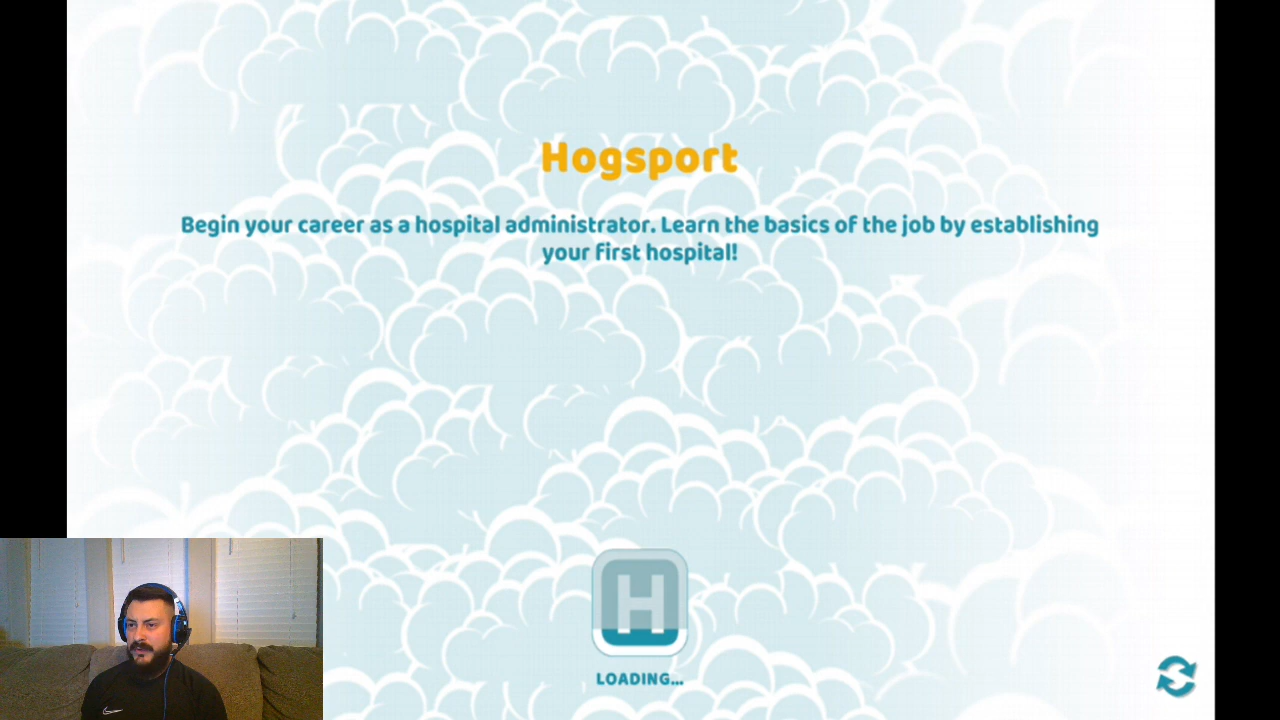 Hogsport
Begin your career as a hospital administrator. Learn the basics of the job by establishing
your first hospital!
H
LOADING...